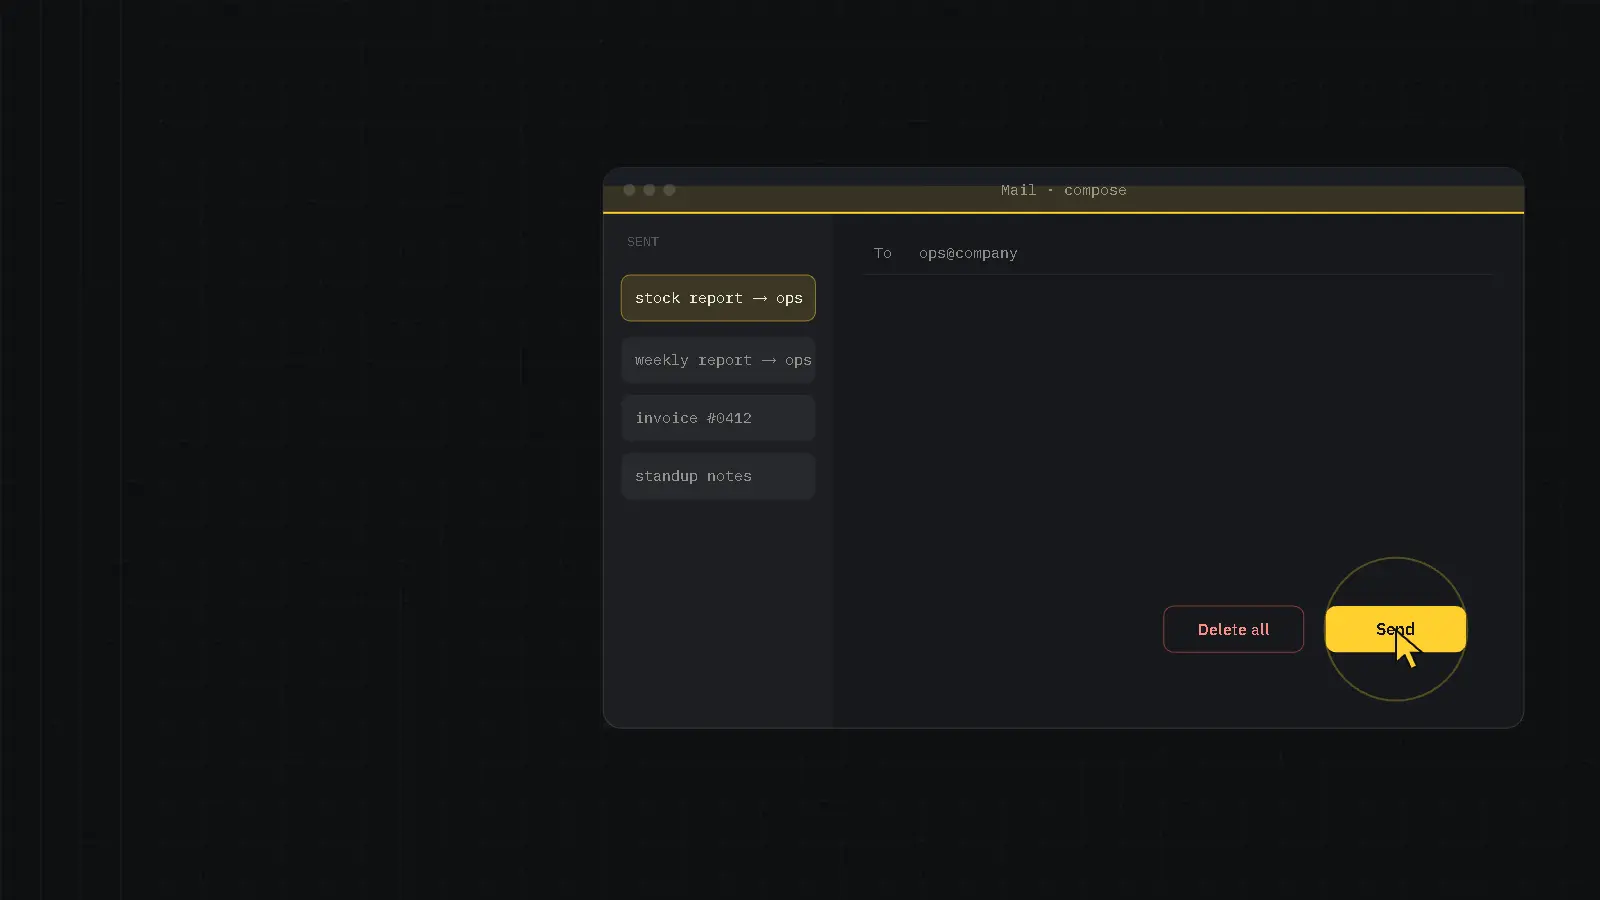 Mail · compose
SENT
stock report → ops
weekly report → ops
invoice #0412
standup notes
To ops@company
Delete all
Send